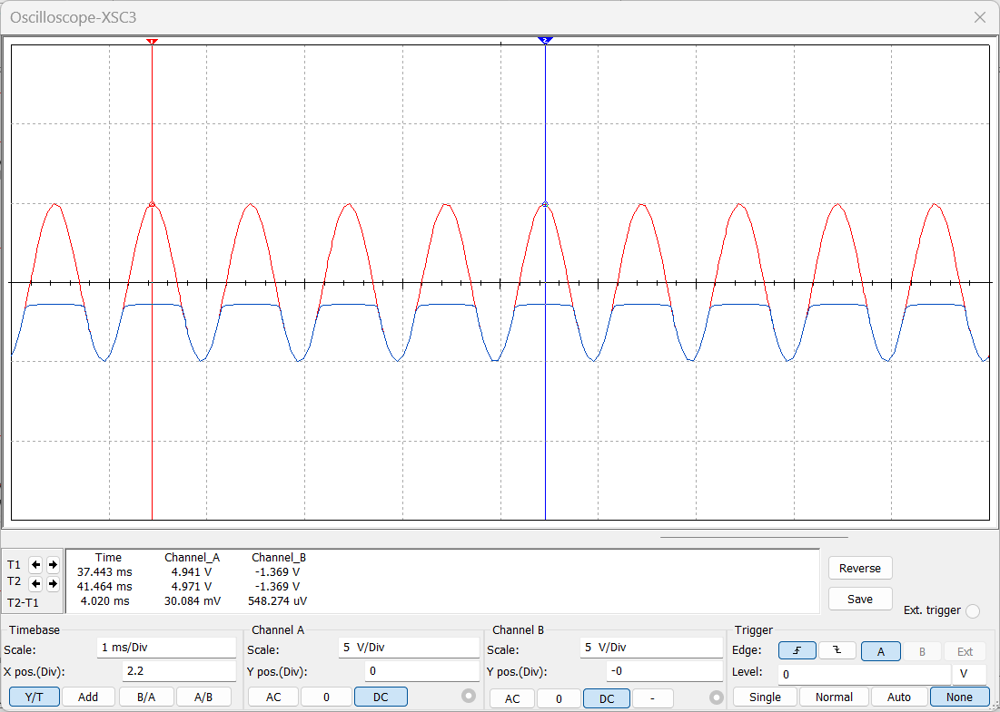 Oscilloscope-XSC3
1
2
Time Channel_A Channel_B
T1 37.443 ms 4.941 V -1.369 V
T2 41.464 ms 4.971 V -1.369 V
T2-T1 4.020 ms 30.084 mV 548.274 uV
Reverse
Save
Ext. trigger
Timebase
Scale: 1 ms/Div
X pos.(Div): 2.2
Y/T Add B/A A/B
Channel A
Scale: 5 V/Div
Y pos.(Div): 0
AC 0 DC
Channel B
Scale: 5 V/Div
Y pos.(Div): -0
AC 0 DC -
Trigger
Edge: A B Ext
Level: 0 V
Single Normal Auto None